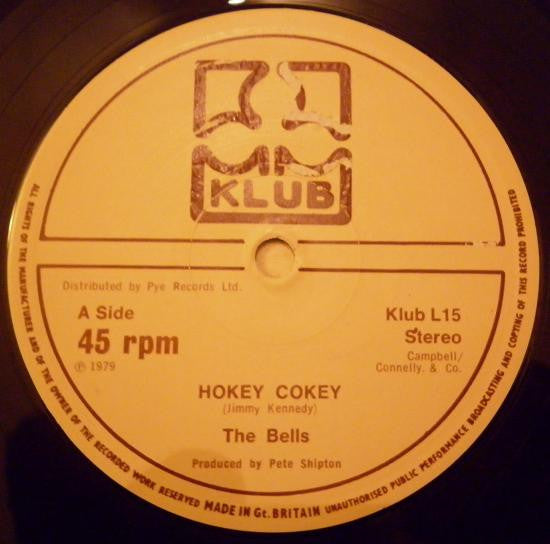 KLUB
Distributed by Pye Records Ltd.
A Side
45 rpm
℗ 1979
Klub L15
Stereo
Campbell/
Connelly. & Co.
HOKEY COKEY
(Jimmy Kennedy)
The Bells
Produced by Pete Shipton
ALL RIGHTS OF THE MANUFACTURER AND OF THE OWNER OF THE RECORDED WORK RESERVED MADE IN Gt. BRITAIN UNAUTHORISED PUBLIC PERFORMANCE BROADCASTING AND COPYING OF THIS RECORD PROHIBITED